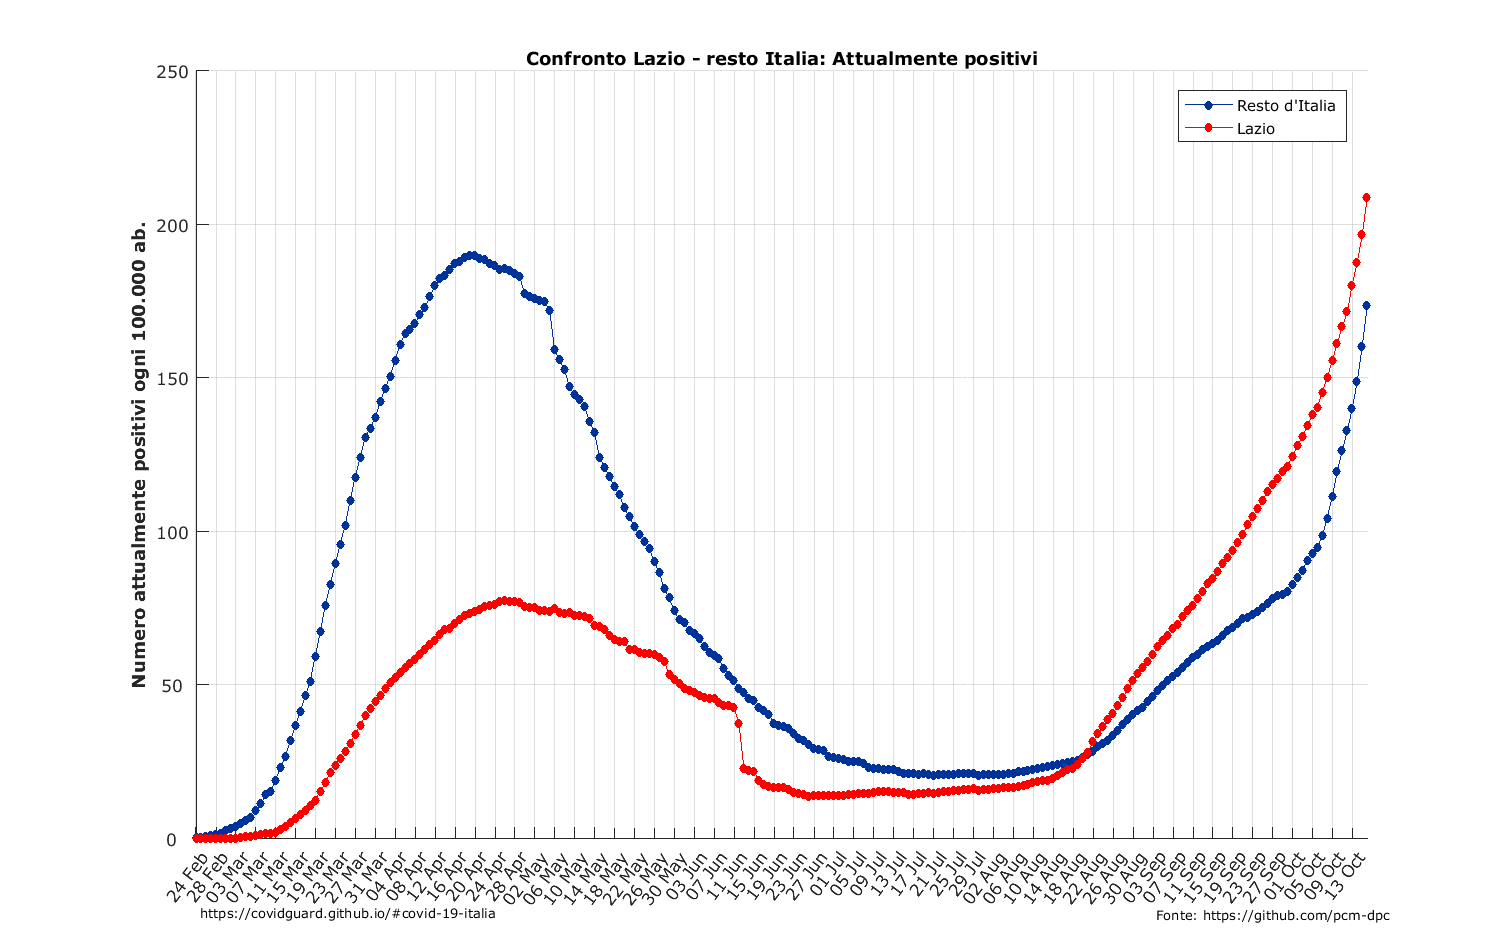 Confronto Lazio - resto Italia: Attualmente positivi
250
200
150
100
50
0
Numero attualmente positivi ogni 100.000 ab.
Resto d'Italia
Lazio
24 Feb
28 Feb
03 Mar
07 Mar
11 Mar
15 Mar
19 Mar
23 Mar
27 Mar
31 Mar
04 Apr
08 Apr
12 Apr
16 Apr
20 Apr
24 Apr
28 Apr
02 May
06 May
10 May
14 May
18 May
22 May
26 May
30 May
03 Jun
07 Jun
11 Jun
15 Jun
19 Jun
23 Jun
27 Jun
01 Jul
05 Jul
09 Jul
13 Jul
17 Jul
21 Jul
25 Jul
29 Jul
02 Aug
06 Aug
10 Aug
14 Aug
18 Aug
22 Aug
26 Aug
30 Aug
03 Sep
07 Sep
11 Sep
15 Sep
19 Sep
23 Sep
27 Sep
01 Oct
05 Oct
09 Oct
13 Oct
https://covidguard.github.io/#covid-19-italia
Fonte: https://github.com/pcm-dpc